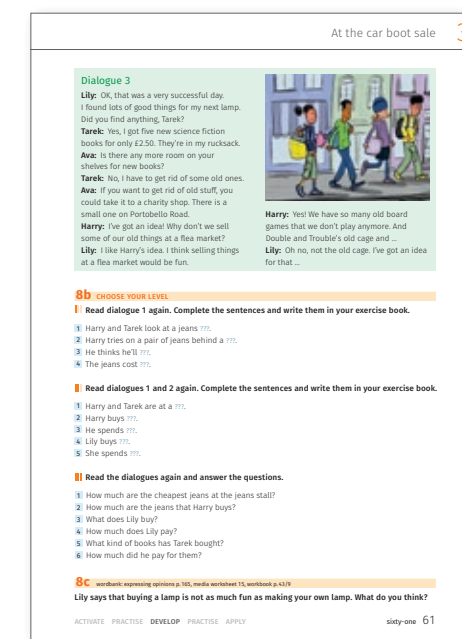 At the car boot sale
3
Dialogue 3
Lily: OK, that was a very successful day.
I found lots of good things for my next lamp.
Did you find anything, Tarek?
Tarek: Yes, I got five new science fiction
books for only £2.50. They're in my rucksack.
Ava: Is there any more room on your
shelves for new books?
Tarek: No, I have to get rid of some old ones.
Ava: If you want to get rid of old stuff, you
could take it to a charity shop. There is a
small one on Portobello Road.
Harry: I've got an idea! Why don't we sell
some of our old things at a flea market?
Lily: I like Harry's idea. I think selling things
at a flea market would be fun.
Harry: Yes! We have so many old board
games that we don't play anymore. And
Double and Trouble's old cage and ...
Lily: Oh no, not the old cage. I've got an idea
for that ...
8b CHOOSE YOUR LEVEL
Read dialogue 1 again. Complete the sentences and write them in your exercise book.
1 Harry and Tarek look at a jeans ???.
2 Harry tries on a pair of jeans behind a ???.
3 He thinks he'll ???.
4 The jeans cost ???.
Read dialogues 1 and 2 again. Complete the sentences and write them in your exercise book.
1 Harry and Tarek are at a ???.
2 Harry buys ???.
3 He spends ???.
4 Lily buys ???.
5 She spends ???.
Read the dialogues again and answer the questions.
1 How much are the cheapest jeans at the jeans stall?
2 How much are the jeans that Harry buys?
3 What does Lily buy?
4 How much does Lily pay?
5 What kind of books has Tarek bought?
6 How much did he pay for them?
8c wordbank: expressing opinions p. 165, media worksheet 15, workbook p. 43/9
Lily says that buying a lamp is not as much fun as making your own lamp. What do you think?
ACTIVATE PRACTISE DEVELOP PRACTISE APPLY
sixty-one 61